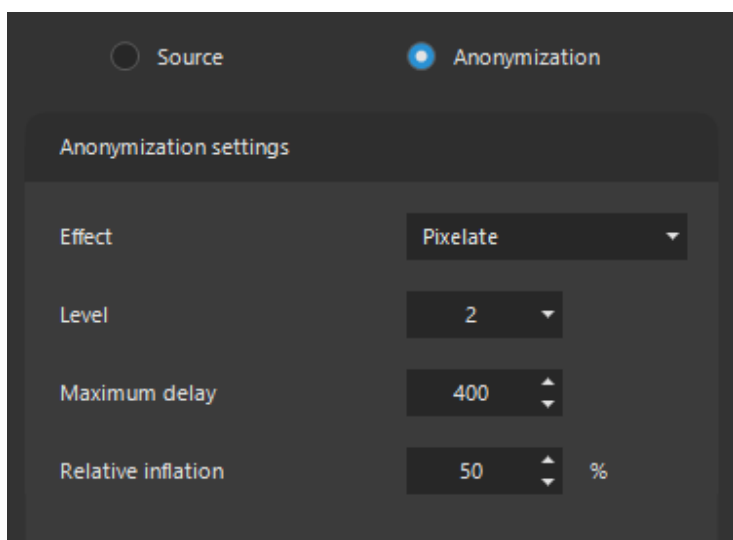 Source Anonymization
Anonymization settings
Effect Pixelate
Level 2
Maximum delay 400
Relative inflation 50 %